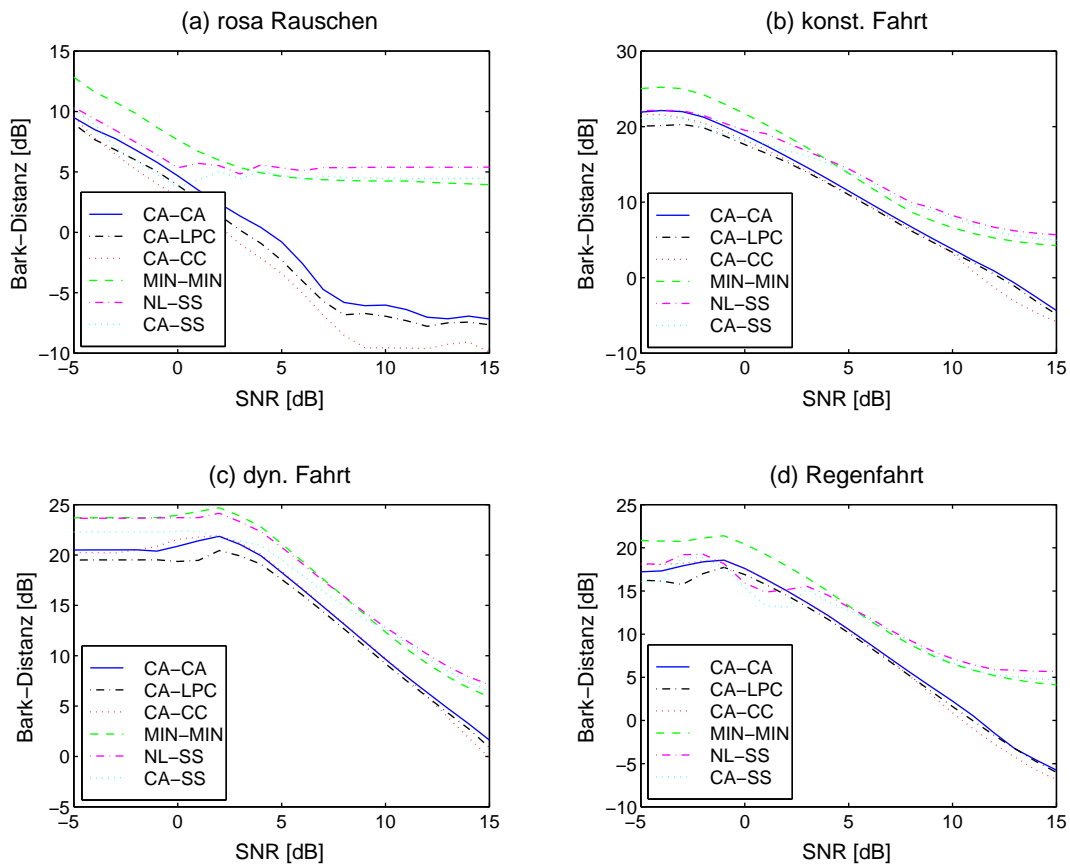 (a) rosa Rauschen
15
10
5
0
−5
−10
−5
0
5
10
15
Bark−Distanz [dB]
SNR [dB]
CA−CA
CA−LPC
CA−CC
MIN−MIN
NL−SS
CA−SS
(b) konst. Fahrt
30
20
10
0
−10
−5
0
5
10
15
Bark−Distanz [dB]
SNR [dB]
CA−CA
CA−LPC
CA−CC
MIN−MIN
NL−SS
CA−SS
(c) dyn. Fahrt
25
20
15
10
5
0
−5
−5
0
5
10
15
Bark−Distanz [dB]
SNR [dB]
CA−CA
CA−LPC
CA−CC
MIN−MIN
NL−SS
CA−SS
(d) Regenfahrt
25
20
15
10
5
0
−5
−10
−5
0
5
10
15
Bark−Distanz [dB]
SNR [dB]
CA−CA
CA−LPC
CA−CC
MIN−MIN
NL−SS
CA−SS